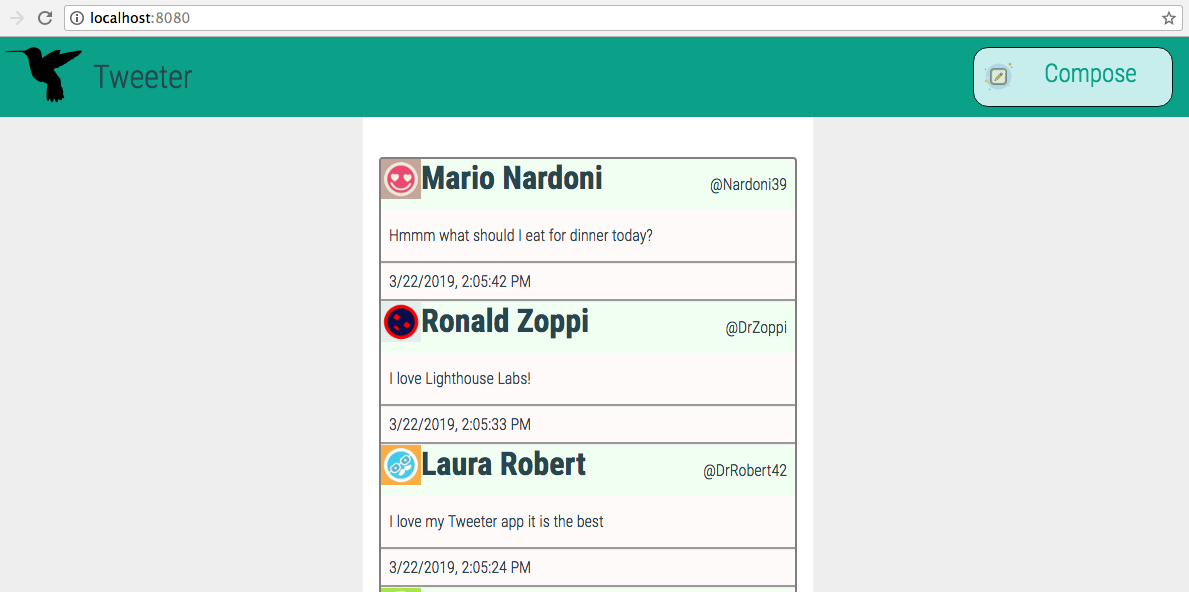 localhost:8080
Tweeter
Compose
Mario Nardoni
@Nardoni39
Hmmm what should I eat for dinner today?
3/22/2019, 2:05:42 PM
Ronald Zoppi
@DrZoppi
I love Lighthouse Labs!
3/22/2019, 2:05:33 PM
Laura Robert
@DrRobert42
I love my Tweeter app it is the best
3/22/2019, 2:05:24 PM